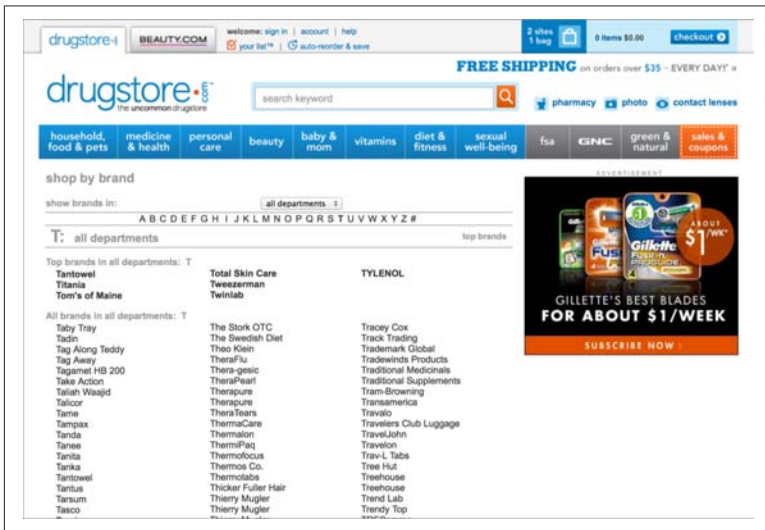 drugstore
BEAUTY.COM
welcome: sign in | account | help
your list™ | auto-reorder & save
2 sites
1 bag
0 items $0.00
checkout
FREE SHIPPING on orders over $35 - EVERY DAY!* »
drugstore.com™
the uncommon drugstore
search keyword
pharmacy photo contact lenses
household, food & pets
medicine & health
personal care
beauty
baby & mom
vitamins
diet & fitness
sexual well-being
fsa
GNC
green & natural
sales & coupons
shop by brand
ADVERTISEMENT
show brands in: all departments
A B C D E F G H I J K L M N O P Q R S T U V W X Y Z #
T: all departments top brands
Top brands in all departments: T
Tantowel Total Skin Care TYLENOL
Titania Tweezerman
Tom's of Maine Twinlab
All brands in all departments: T
Taby Tray The Stork OTC Tracey Cox
Tadin The Swedish Diet Track Trading
Tag Along Teddy Theo Klein Trademark Global
Tag Away TheraFlu Tradewinds Products
Tagamet HB 200 Thera-gesic Traditional Medicinals
Take Action TheraPearl Traditional Supplements
Taliah Waajid Therapure Tram-Browning
Talicor Therapure Transamerica
Tame TheraTears Travalo
Tampax ThermaCare Travelers Club Luggage
Tanda Thermalon TravelJohn
Tanee ThermiPaq Travelon
Tanita Thermofocus Trav-L Tabs
Tanka Thermos Co. Tree Hut
Tantowel Thermotabs Treehouse
Tantus Thicker Fuller Hair Treehouse
Tarsum Thierry Mugler Trend Lab
Tasco Thierry Mugler Trendy Top
Gillette
FUSION
PROGLIDE
4
ABOUT
$1/WK*
GILLETTE'S BEST BLADES
FOR ABOUT $1/WEEK
SUBSCRIBE NOW